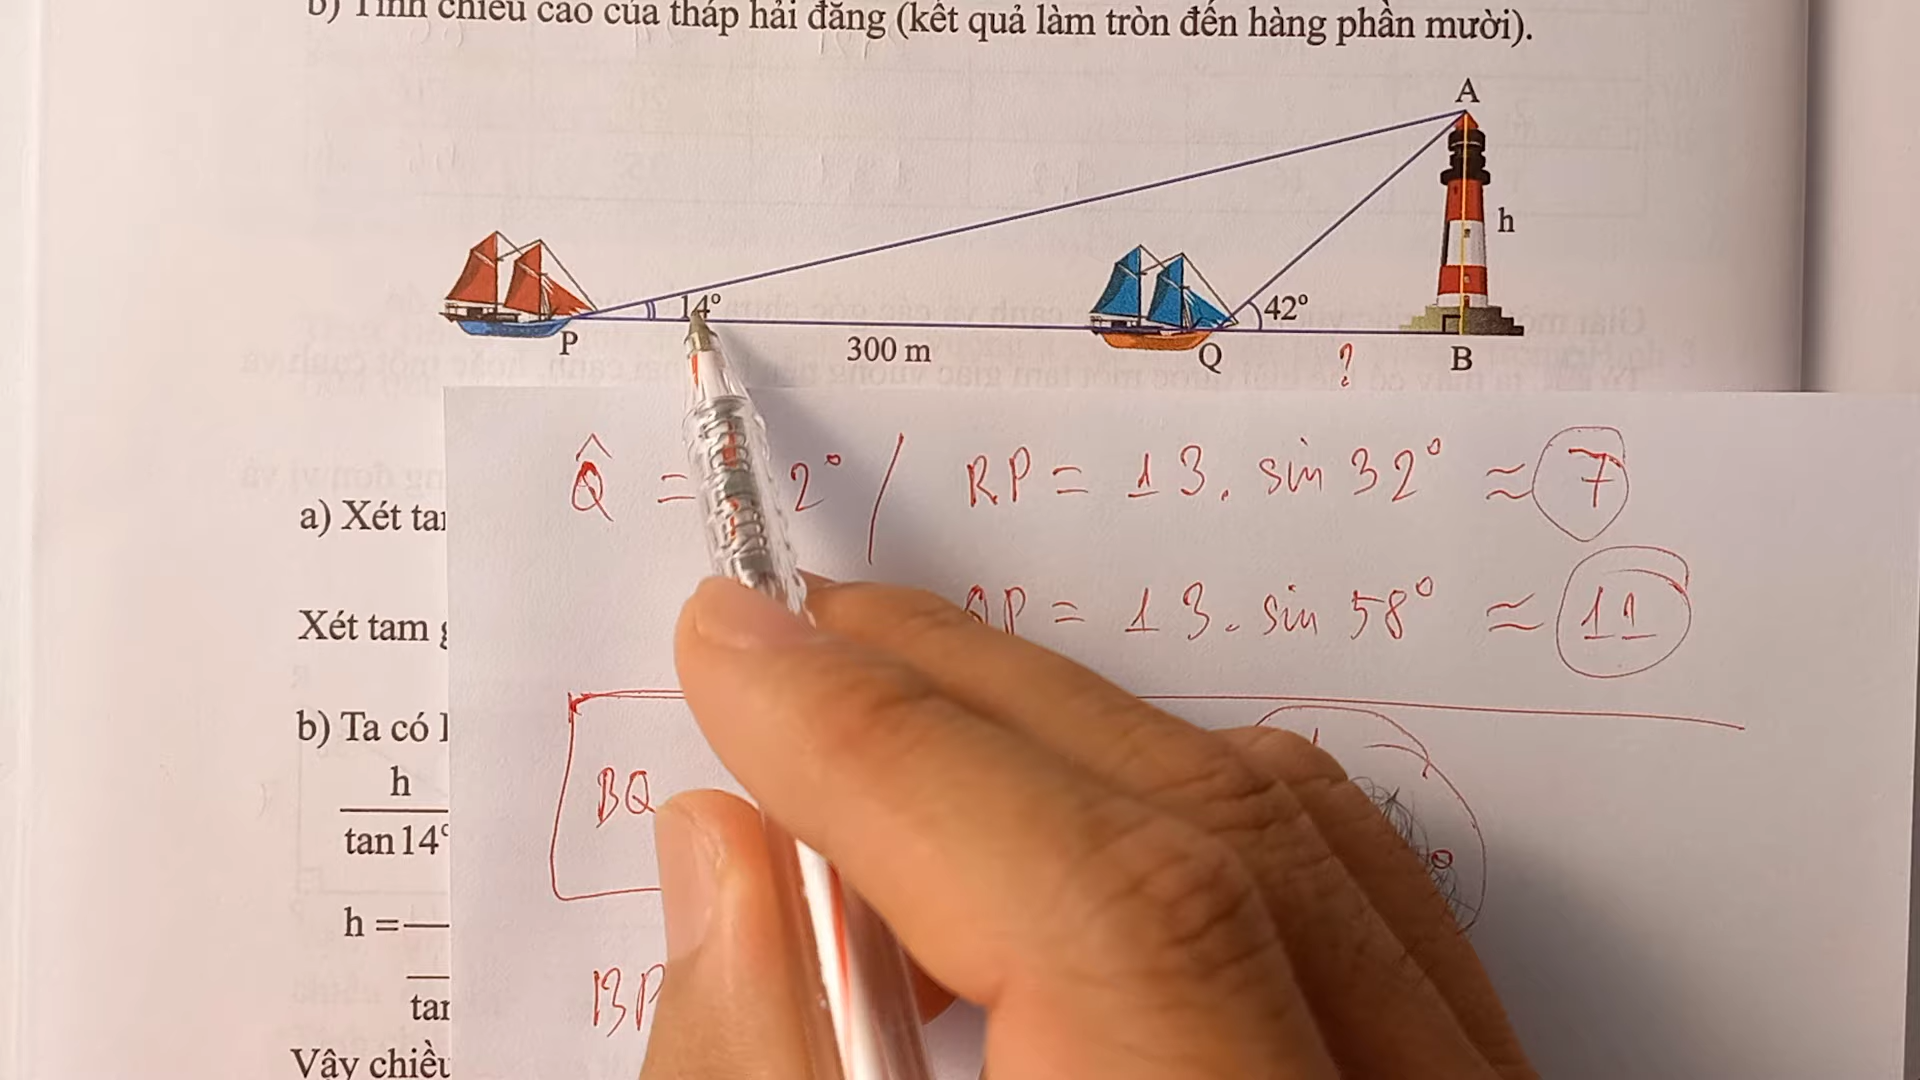 b) Tính chiều cao của tháp hải đăng (kết quả làm tròn đến hàng phần mười).
A
h
14°
42°
P
300 m
Q
?
B
Q̂ = 2° / RP = 13. sin 32° ≈ 7
a) Xét
QP = 13. sin 58° ≈ 11
Xét tam
b) Ta có
BQ
h
tan 14°
h =
BP
Vậy chiều